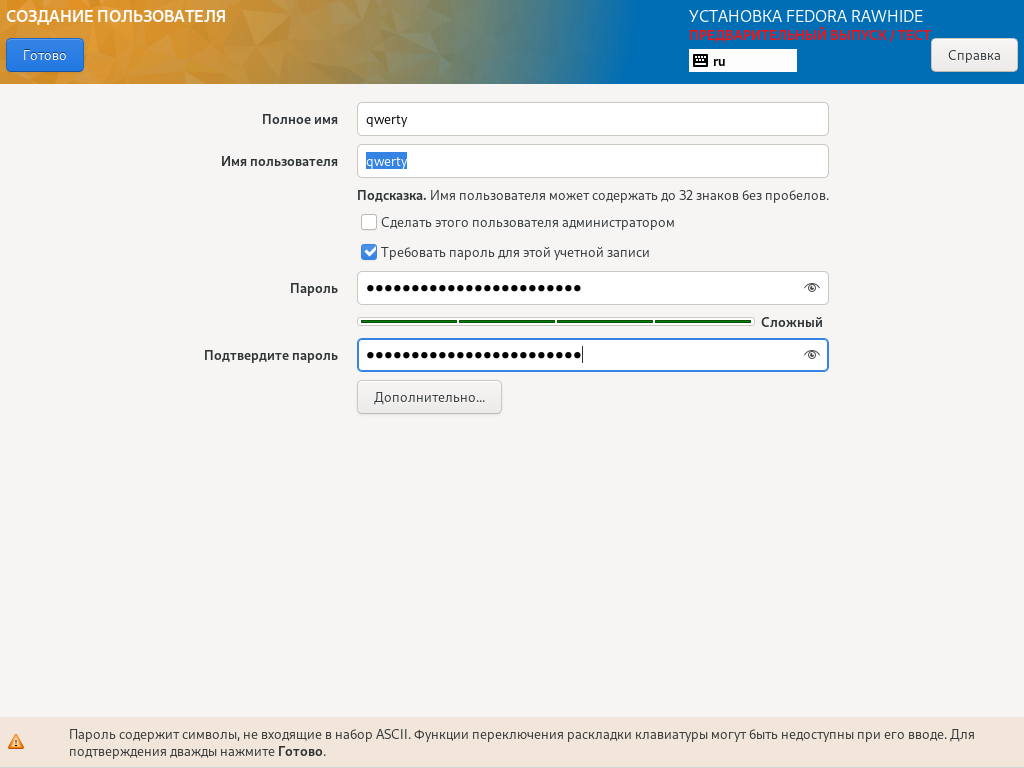 СОЗДАНИЕ ПОЛЬЗОВАТЕЛЯ
УСТАНОВКА FEDORA RAWHIDE
ПРЕДВАРИТЕЛЬНЫЙ ВЫПУСК / ТЕСТ
Готово
ru
Справка
Полное имя
qwerty
Имя пользователя
qwerty
Подсказка. Имя пользователя может содержать до 32 знаков без пробелов.
Сделать этого пользователя администратором
Требовать пароль для этой учетной записи
Пароль
●●●●●●●●●●●●●●●●●●●●●●●●
Сложный
Подтвердите пароль
●●●●●●●●●●●●●●●●●●●●●●●●
Дополнительно...
Пароль содержит символы, не входящие в набор ASCII. Функции переключения раскладки клавиатуры могут быть недоступны при его вводе. Для
подтверждения дважды нажмите Готово.